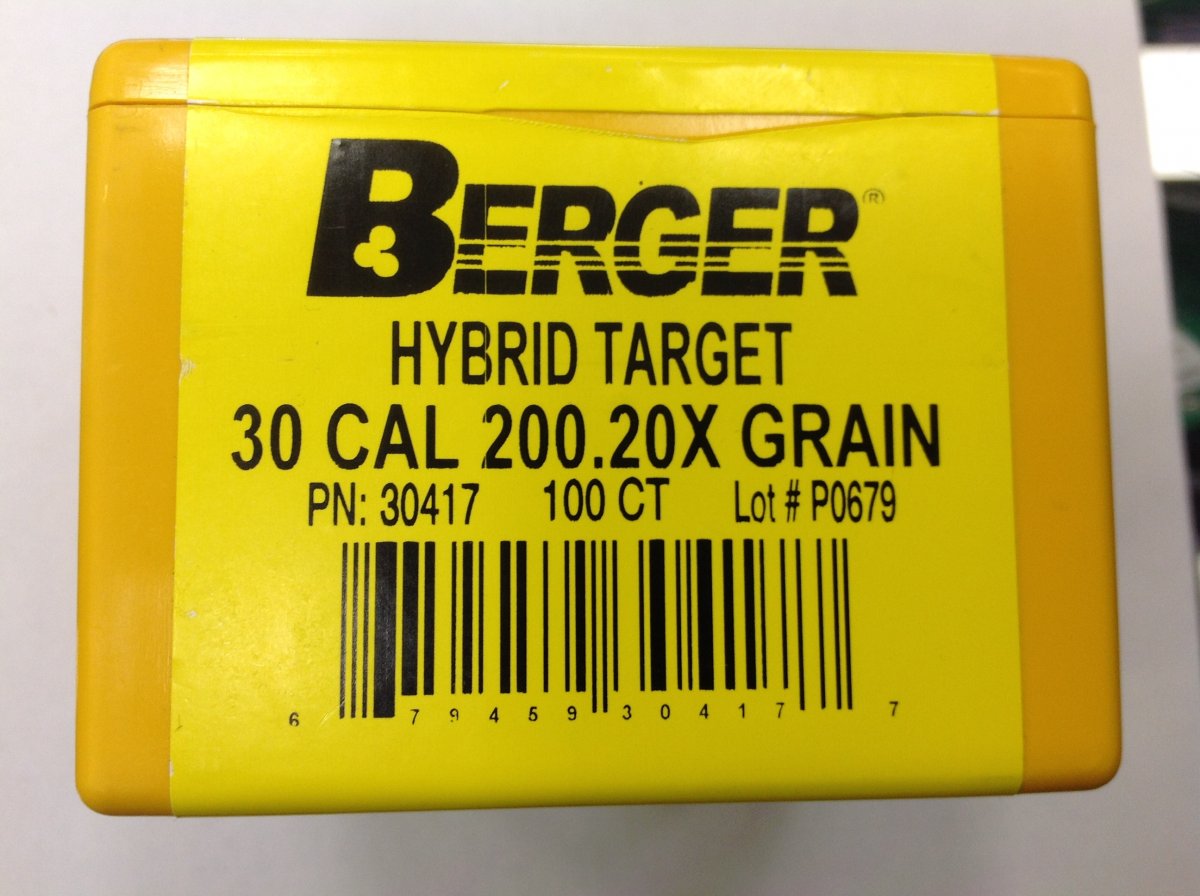 BERGER®
HYBRID TARGET
30 CAL 200.20X GRAIN
PN: 30417 100 CT Lot # P0679
6 79459 30417 7